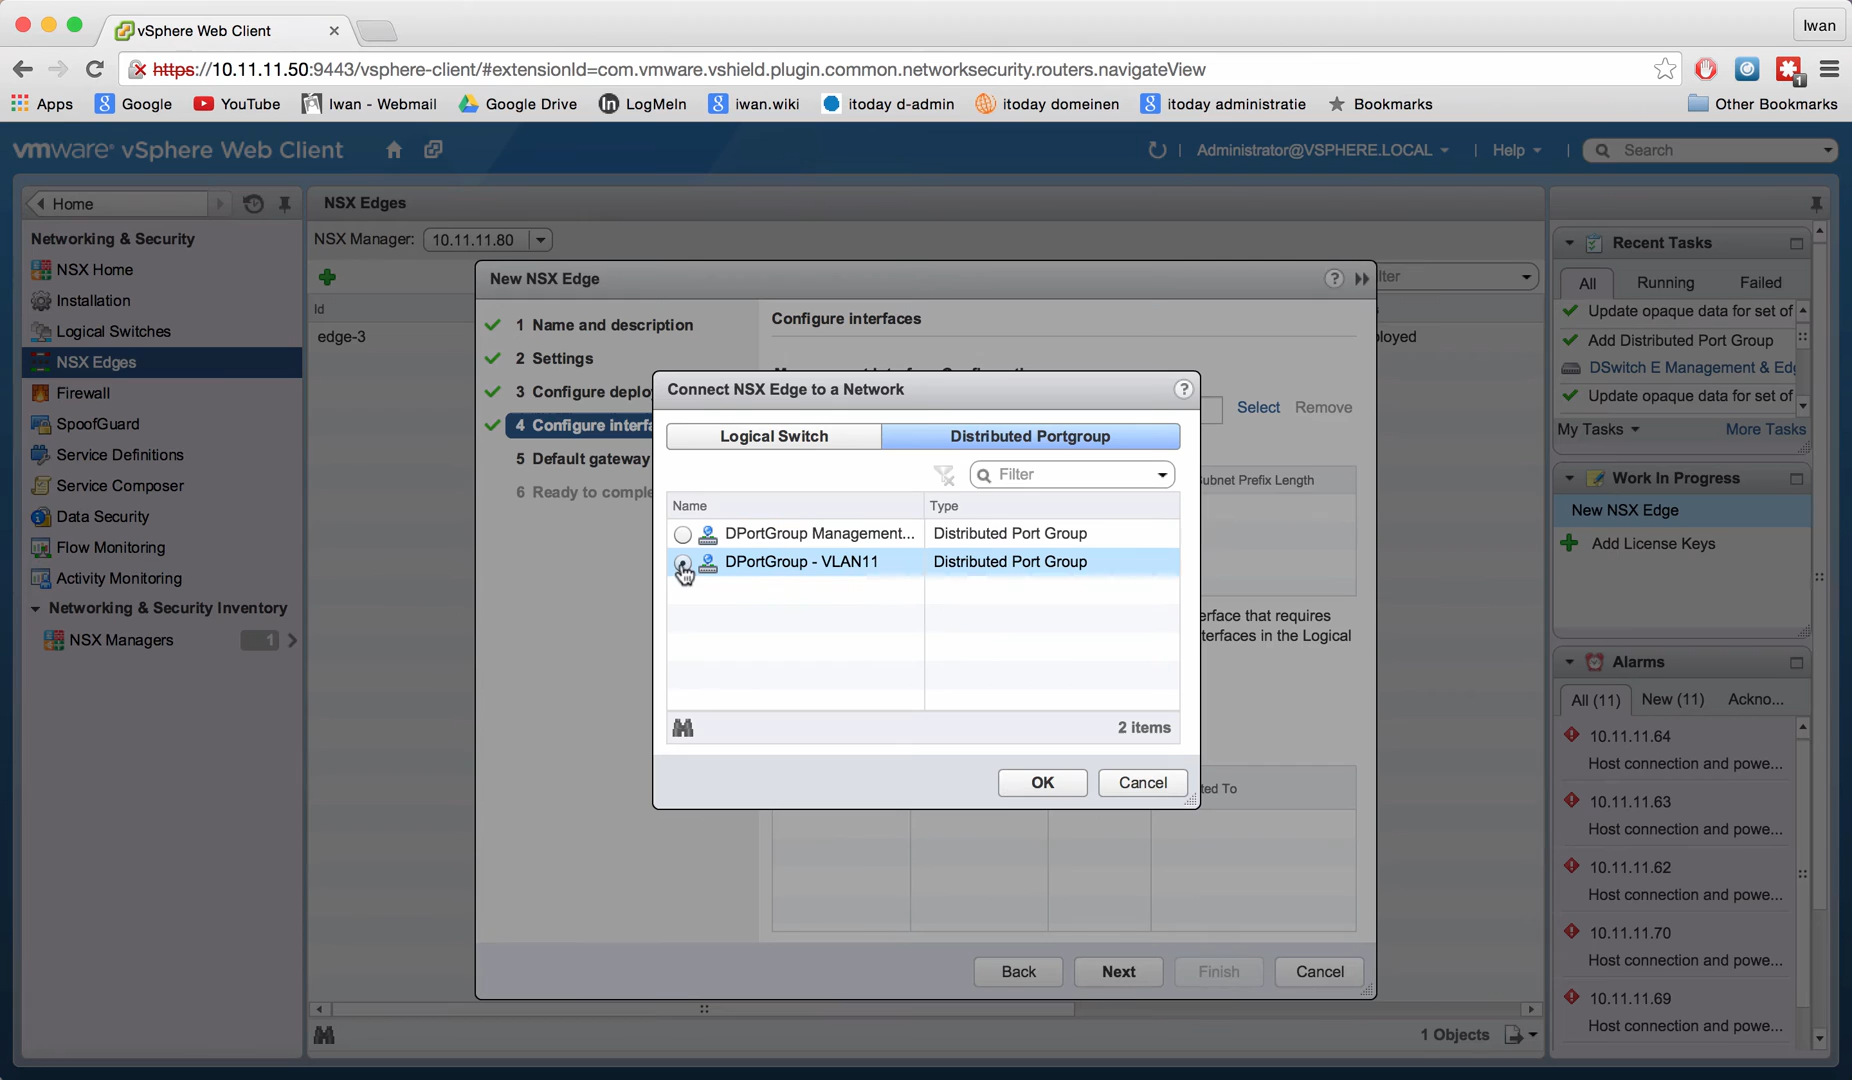 vSphere Web Client
Iwan
https://10.11.11.50:9443/vsphere-client/#extensionId=com.vmware.vshield.plugin.common.networksecurity.routers.navigateView
1
Apps Google YouTube Iwan - Webmail Google Drive LogMeIn iwan.wiki itoday d-admin itoday domeinen itoday administratie Bookmarks Other Bookmarks
vmware vSphere Web Client
Administrator@VSPHERE.LOCAL Help Search
Home
Networking & Security
NSX Home
Installation
Logical Switches
NSX Edges
Firewall
SpoofGuard
Service Definitions
Service Composer
Data Security
Flow Monitoring
Activity Monitoring
Networking & Security Inventory
NSX Managers 1
NSX Edges
NSX Manager: 10.11.11.80
lter
Id
edge-3
loyed
New NSX Edge
1 Name and description
2 Settings
3 Configure deplo
4 Configure interfa
5 Default gateway
6 Ready to comple
Configure interfaces
Select Remove
ubnet Prefix Length
erface that requires
terfaces in the Logical
ted To
Connect NSX Edge to a Network
Logical Switch Distributed Portgroup
Filter
Name Type
DPortGroup Management... Distributed Port Group
DPortGroup - VLAN11 Distributed Port Group
2 items
OK Cancel
Back Next Finish Cancel
1 Objects
Recent Tasks
All Running Failed
Update opaque data for set of
Add Distributed Port Group
DSwitch E Management & Edg
Update opaque data for set of
My Tasks More Tasks
Work In Progress
New NSX Edge
Add License Keys
Alarms
All (11) New (11) Ackno...
10.11.11.64
Host connection and powe...
10.11.11.63
Host connection and powe...
10.11.11.62
Host connection and powe...
10.11.11.70
Host connection and powe...
10.11.11.69
Host connection and powe...